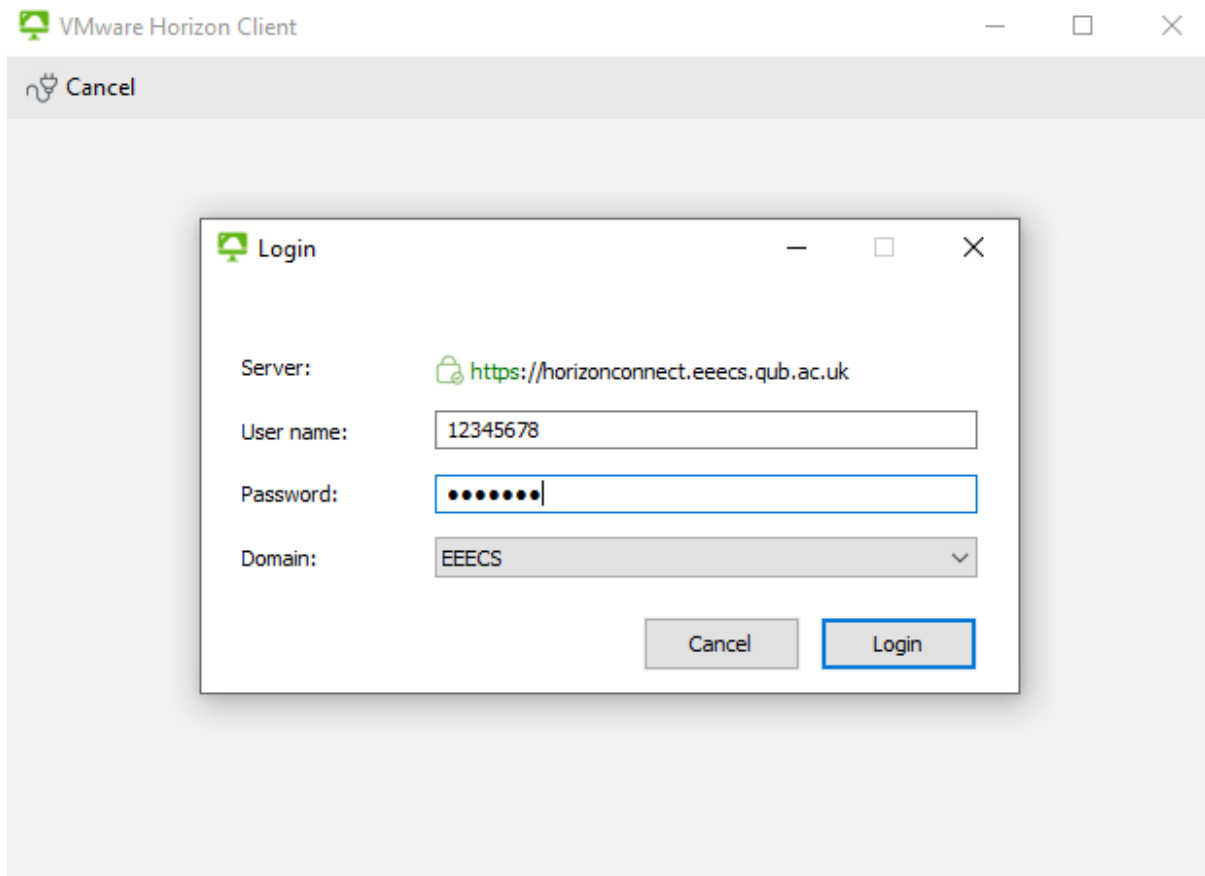 VMware Horizon Client
Cancel
Login
Server: https://horizonconnect.eeecs.qub.ac.uk
User name: 12345678
Password: •••••••
Domain: EEECS
Cancel Login